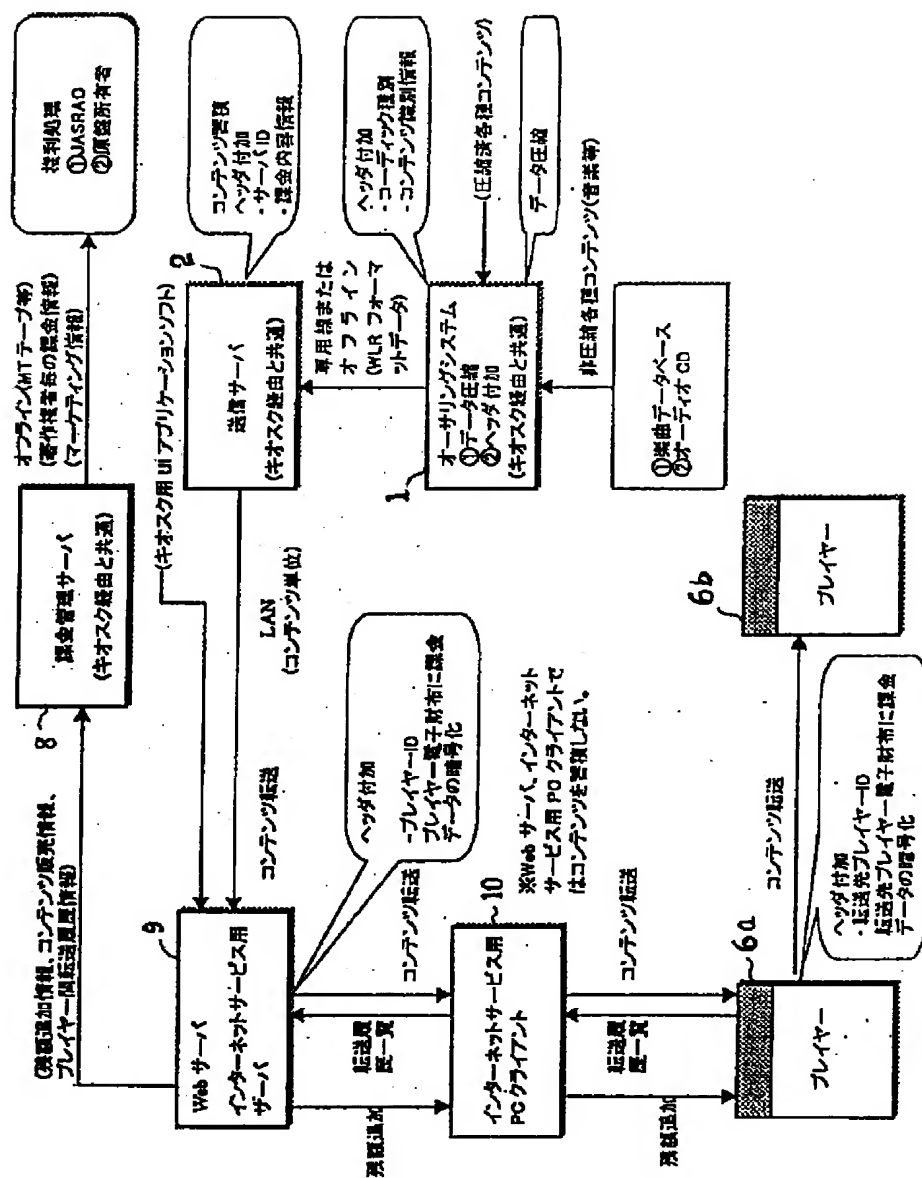 権利処理
①JASRAC
②原盤所有者
オフライン(MTテープ等)
(著作権者毎の課金情報)
(マーケティング情報)
8
課金管理サーバ
(キオスク経由と共通)
(残額追加情報、コンテンツ販売情報、
プレイヤー間転送履歴情報)
(キオスク用 UI アプリケーションソフト)
コンテンツ蓄積
ヘッダ付加
・サーバID
・課金内容情報
2
送信サーバ
(キオスク経由と共通)
LAN
(コンテンツ単位)
コンテンツ転送
専用線または
オフライン
(WLR フォーマ
ットデータ)
ヘッダ付加
・コーディック種別
・コンテンツ識別情報
(圧縮済各種コンテンツ)
データ圧縮
1
オーサリングシステム
①データ圧縮
②ヘッダ付加
(キオスク経由と共通)
非圧縮各種コンテンツ(音楽等)
①楽曲データベース
②オーディオCD
9
Web サーバ
インターネットサービス用
サーバ
ヘッダ付加
-プレイヤーID
プレイヤー電子財布に課金
データの暗号化
残額追加
転送履
歴一覧
コンテンツ転送
10
インターネットサービス用
PC クライアント
※Web サーバ、インターネット
サービス用 PC クライアントで
はコンテンツを蓄積しない。
残額追加
転送履
歴一覧
コンテンツ転送
6a
プレイヤー
ヘッダ付加
・転送先プレイヤーID
転送先プレイヤー電子財布に課金
データの暗号化
コンテンツ転送
6b
プレイヤー